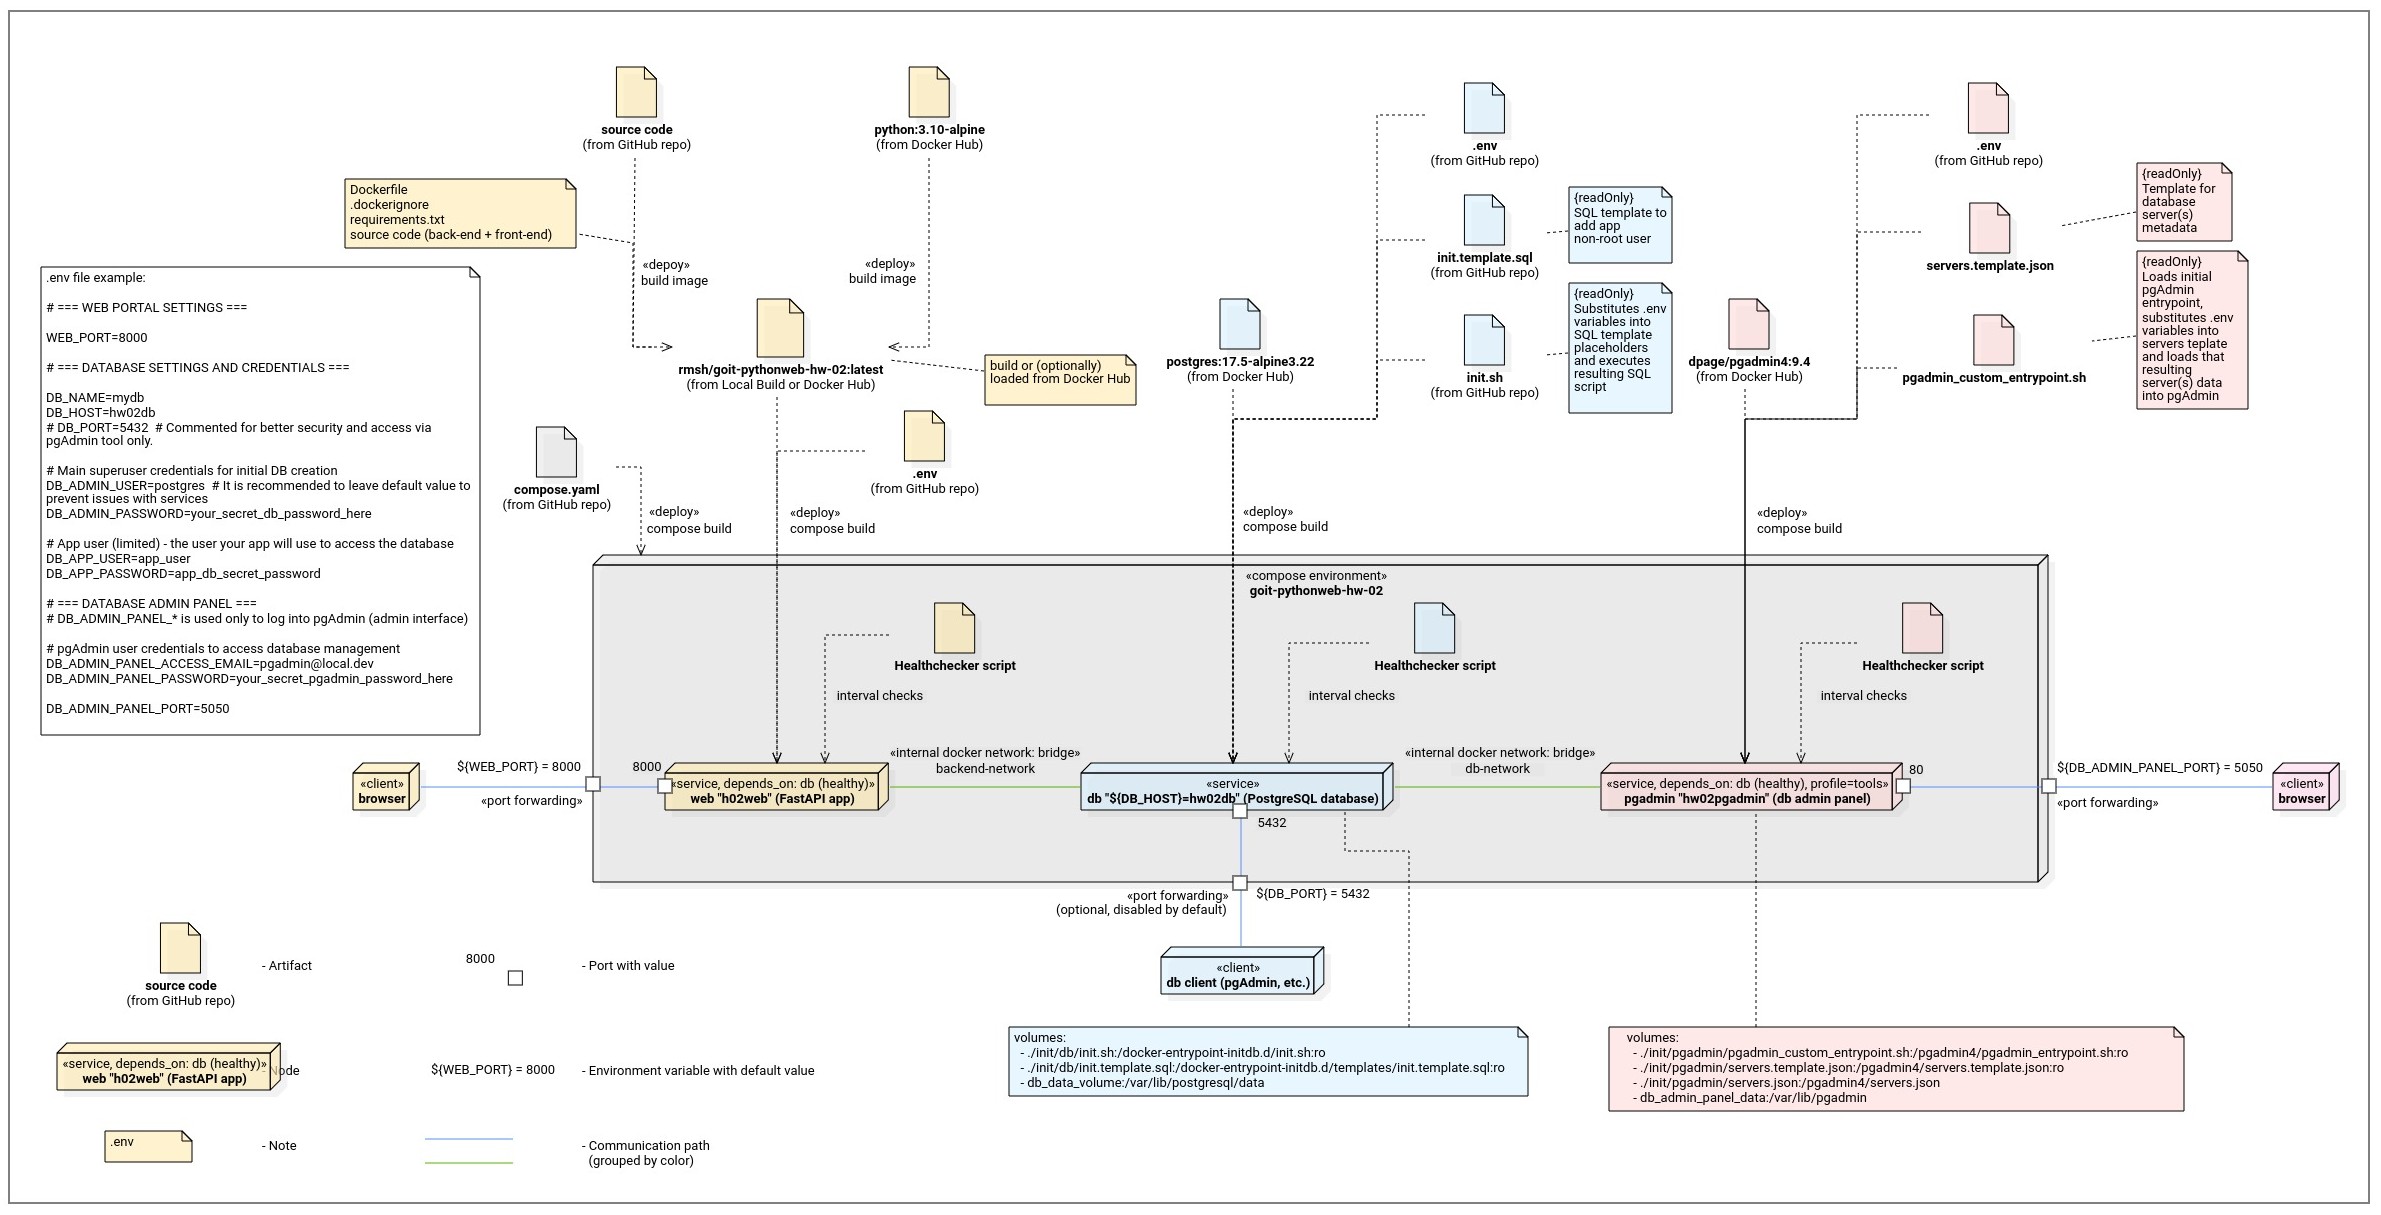 source code
(from GitHub repo)
python:3.10-alpine
(from Docker Hub)
.env
(from GitHub repo)
.env
(from GitHub repo)
Dockerfile
.dockerignore
requirements.txt
source code (back-end + front-end)
{readOnly}
SQL template to
add app
non-root user
{readOnly}
Template for
database
server(s)
metadata
init.template.sql
(from GitHub repo)
servers.template.json
«depoy»
build image
«deploy»
build image
{readOnly}
Substitutes .env
variables into
SQL template
placeholders
and executes
resulting SQL
script
{readOnly}
Loads initial
pgAdmin
entrypoint,
substitutes .env
variables into
servers teplate
and loads that
resulting
server(s) data
into pgAdmin
.env file example:
# === WEB PORTAL SETTINGS ===
WEB_PORT=8000
# === DATABASE SETTINGS AND CREDENTIALS ===
DB_NAME=mydb
DB_HOST=hw02db
# DB_PORT=5432  # Commented for better security and access via
pgAdmin tool only.
# Main superuser credentials for initial DB creation
DB_ADMIN_USER=postgres  # It is recommended to leave default value to
prevent issues with services
DB_ADMIN_PASSWORD=your_secret_db_password_here
# App user (limited) - the user your app will use to access the database
DB_APP_USER=app_user
DB_APP_PASSWORD=app_db_secret_password
# === DATABASE ADMIN PANEL ===
# DB_ADMIN_PANEL_* is used only to log into pgAdmin (admin interface)
# pgAdmin user credentials to access database management
DB_ADMIN_PANEL_ACCESS_EMAIL=pgadmin@local.dev
DB_ADMIN_PANEL_PASSWORD=your_secret_pgadmin_password_here
DB_ADMIN_PANEL_PORT=5050
rmsh/goit-pythonweb-hw-02:latest
(from Local Build or Docker Hub)
build or (optionally)
loaded from Docker Hub
postgres:17.5-alpine3.22
(from Docker Hub)
init.sh
(from GitHub repo)
dpage/pgadmin4:9.4
(from Docker Hub)
pgadmin_custom_entrypoint.sh
compose.yaml
(from GitHub repo)
.env
(from GitHub repo)
«deploy»
compose build
«deploy»
compose build
«deploy»
compose build
«deploy»
compose build
«compose environment»
goit-pythonweb-hw-02
Healthchecker script
interval checks
Healthchecker script
interval checks
Healthchecker script
interval checks
«client»
browser
${WEB_PORT} = 8000
«port forwarding»
8000
«service, depends_on: db (healthy)»
web "h02web" (FastAPI app)
«internal docker network: bridge»
backend-network
«service»
db "${DB_HOST}=hw02db" (PostgreSQL database)
5432
«internal docker network: bridge»
db-network
«service, depends_on: db (healthy), profile=tools»
pgadmin "hw02pgadmin" (db admin panel)
80
${DB_ADMIN_PANEL_PORT} = 5050
«port forwarding»
«client»
browser
«port forwarding»
(optional, disabled by default)
${DB_PORT} = 5432
«client»
db client (pgAdmin, etc.)
volumes:
- ./init/db/init.sh:/docker-entrypoint-initdb.d/init.sh:ro
- ./init/db/init.template.sql:/docker-entrypoint-initdb.d/templates/init.template.sql:ro
- db_data_volume:/var/lib/postgresql/data
volumes:
- ./init/pgadmin/pgadmin_custom_entrypoint.sh:/pgadmin4/pgadmin_entrypoint.sh:ro
- ./init/pgadmin/servers.template.json:/pgadmin4/servers.template.json:ro
- ./init/pgadmin/servers.json:/pgadmin4/servers.json
- db_admin_panel_data:/var/lib/pgadmin
source code
(from GitHub repo)
- Artifact
8000
- Port with value
«service, depends_on: db (healthy)»
web "h02web" (FastAPI app)
- Node
${WEB_PORT} = 8000
- Environment variable with default value
.env
- Note
- Communication path
(grouped by color)